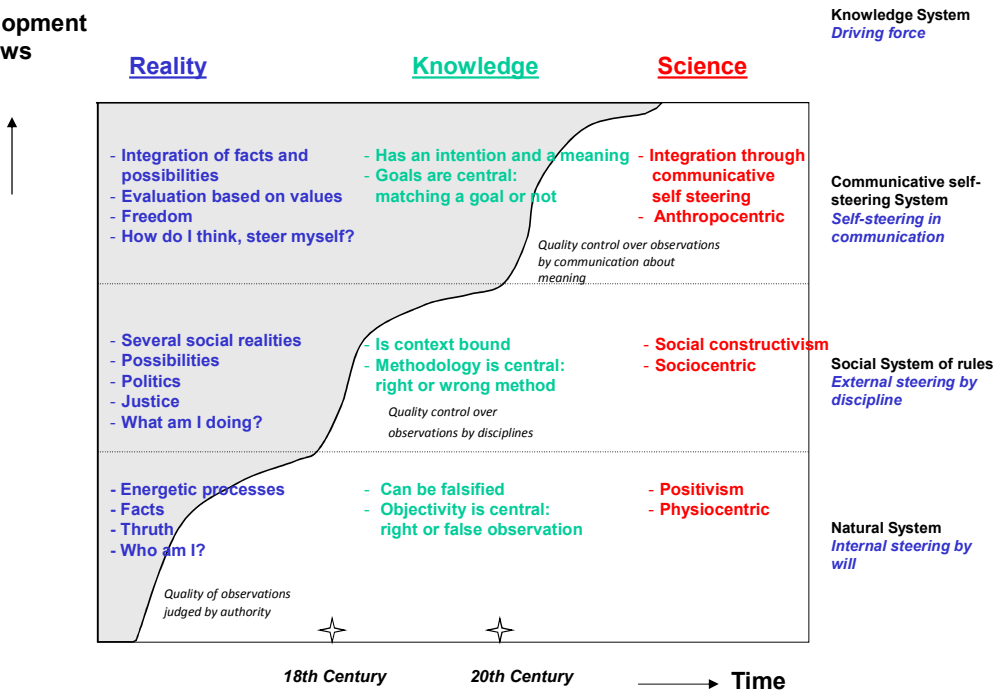 opment
ws
Knowledge System
Driving force
Reality
Knowledge
Science
- Integration of facts and
possibilities
- Evaluation based on values
- Freedom
- How do I think, steer myself?
- Has an intention and a meaning
- Goals are central:
matching a goal or not
- Integration through
communicative
self steering
- Anthropocentric
Communicative self-
steering System
Self-steering in
communication
Quality control over observations
by communication about
meaning
- Several social realities
- Possibilities
- Politics
- Justice
- What am I doing?
- Is context bound
- Methodology is central:
right or wrong method
Quality control over
observations by disciplines
- Social constructivism
- Sociocentric
Social System of rules
External steering by
discipline
- Energetic processes
- Facts
- Thruth
- Who am I?
- Can be falsified
- Objectivity is central:
right or false observation
- Positivism
- Physiocentric
Natural System
Internal steering by
will
Quality of observations
judged by authority
18th Century
20th Century
Time